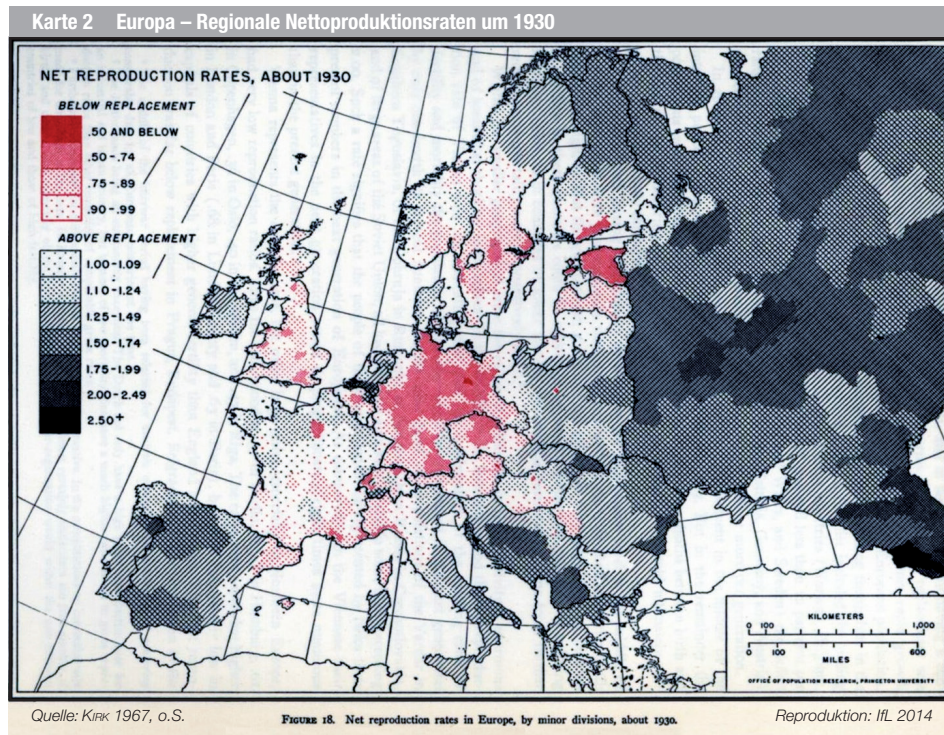 Karte 2 Europa – Regionale Nettoproduktionsraten um 1930
NET REPRODUCTION RATES, ABOUT 1930
BELOW REPLACEMENT
.50 AND BELOW
.50-.74
.75-.89
.90-.99
ABOVE REPLACEMENT
1.00-1.09
1.10-1.24
1.25-1.49
1.50-1.74
1.75-1.99
2.00-2.49
2.50+
KILOMETERS
0 100 1,000
0 100 600
MILES
OFFICE OF POPULATION RESEARCH, PRINCETON UNIVERSITY
Quelle: KIRK 1967, o.S.
FIGURE 18. Net reproduction rates in Europe, by minor divisions, about 1930.
Reproduktion: IfL 2014